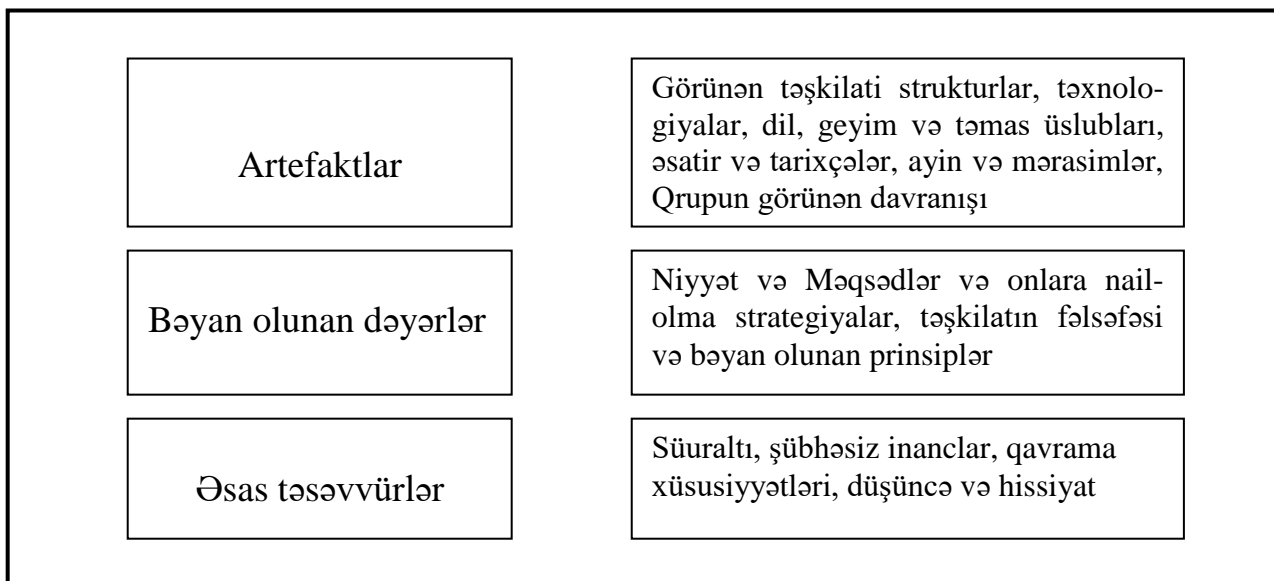 Artefaktlar
Görünən təşkilati strukturlar, təxnolo-
giyalar, dil, geyim və təmas üslubları,
əsatir və tarixçələr, ayin və mərasimlər,
Qrupun görünən davranışı
Bəyan olunan dəyərlər
Niyyət və Məqsədlər və onlara nail-
olma strategiyalar, təşkilatın fəlsəfəsi
və bəyan olunan prinsiplər
Əsas təsəvvürlər
Süuraltı, şübhəsiz inanclar, qavrama
xüsusiyyətləri, düşüncə və hissiyat